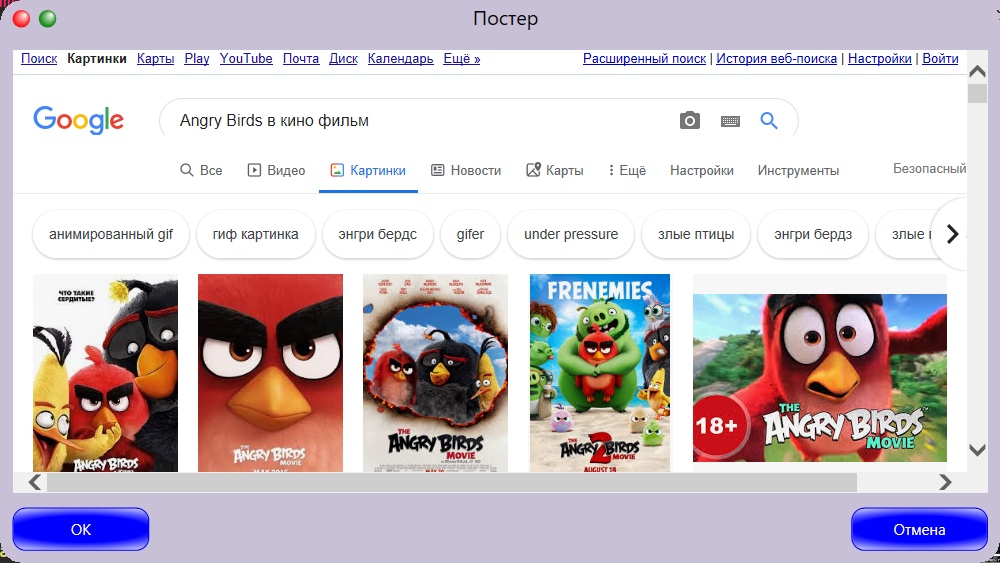 Постер
Поиск Картинки Карты Play YouTube Почта Диск Календарь Ещё » Расширенный поиск | История веб-поиска | Настройки | Войти
Google Angry Birds в кино фильм
Все Видео Картинки Новости Карты Ещё Настройки Инструменты Безопасный
анимированный gif гиф картинка энгри бердс gifer under pressure злые птицы энгри бердз злые
ЧТО ТАКИЕ СЕРДИТЫЕ?
ANGRY BIRDS
THE
ANGRY BIRDS
MOVIE
THE
ANGRY BIRDS
MOVIE
FRENEMIES
THE
ANGRY BIRDS
MOVIE 2
AUGUST 14
18+
THE
ANGRY BIRDS
MOVIE
OK Отмена